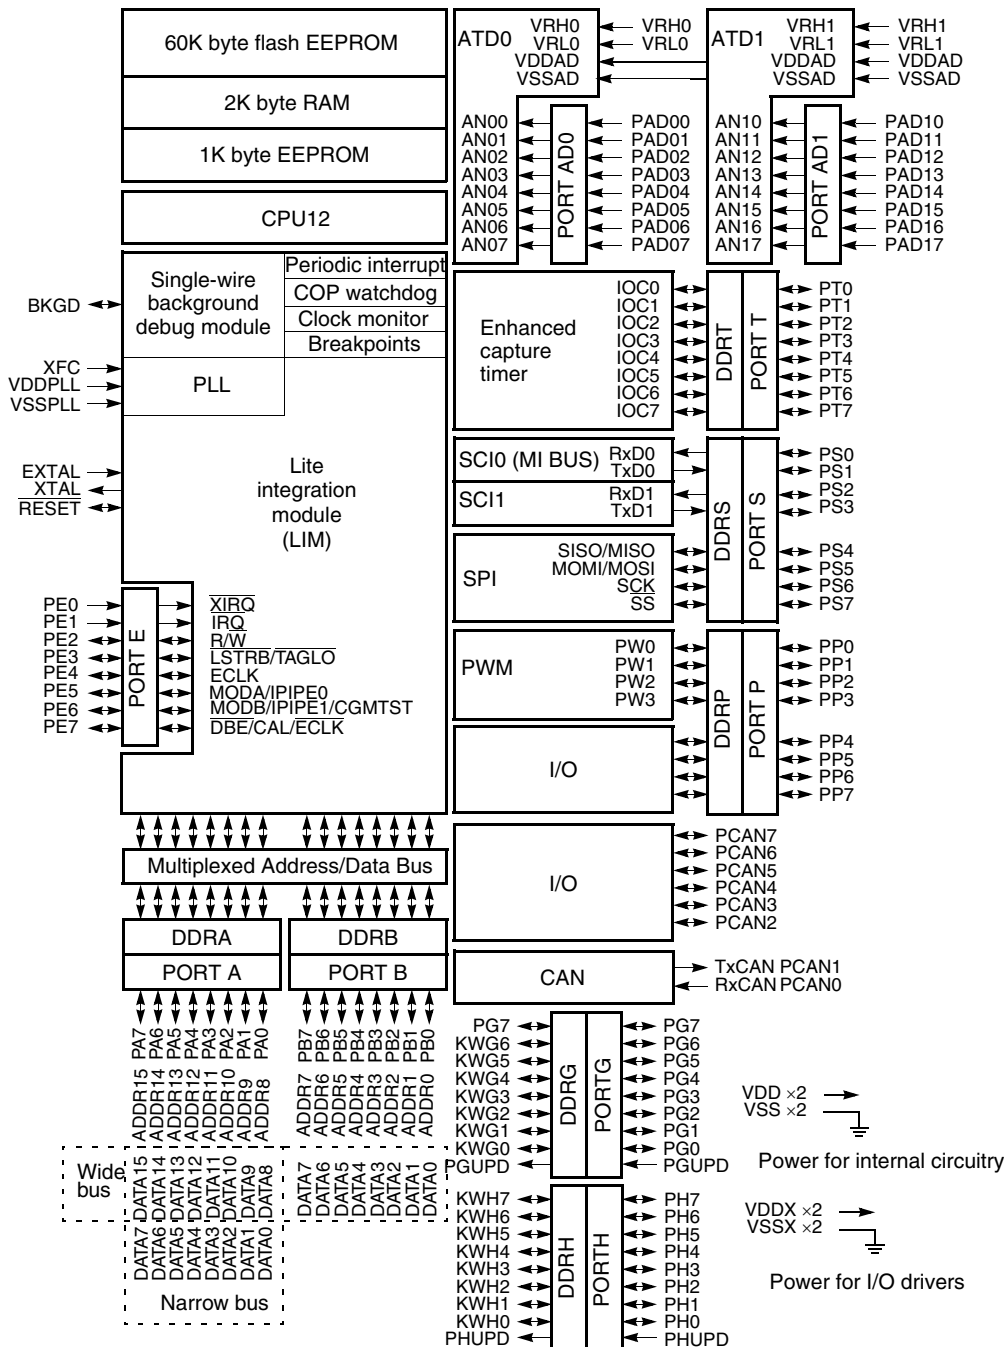 60K byte flash EEPROM
2K byte RAM
1K byte EEPROM
CPU12
Single-wire
background
debug module
Periodic interrupt
COP watchdog
Clock monitor
Breakpoints
PLL
BKGD
XFC
VDDPLL
VSSPLL
EXTAL
XTAL
RESET
Lite
integration
module
(LIM)
PE0
PE1
PE2
PE3
PE4
PE5
PE6
PE7
PORT E
XIRQ
IRQ
R/W
LSTRB/TAGLO
ECLK
MODA/IPIPE0
MODB/IPIPE1/CGMTST
DBE/CAL/ECLK
Multiplexed Address/Data Bus
DDRA
PORT A
DDRB
PORT B
PA7
PA6
PA5
PA4
PA3
PA2
PA1
PA0
PB7
PB6
PB5
PB4
PB3
PB2
PB1
PB0
ADDR15
ADDR14
ADDR13
ADDR12
ADDR11
ADDR10
ADDR9
ADDR8
ADDR7
ADDR6
ADDR5
ADDR4
ADDR3
ADDR2
ADDR1
ADDR0
Wide
bus
DATA15
DATA14
DATA13
DATA12
DATA11
DATA10
DATA9
DATA8
DATA7
DATA6
DATA5
DATA4
DATA3
DATA2
DATA1
DATA0
DATA7
DATA6
DATA5
DATA4
DATA3
DATA2
DATA1
DATA0
Narrow bus
ATD0
VRH0
VRL0
VDDAD
VSSAD
VRH0
VRL0
AN00
AN01
AN02
AN03
AN04
AN05
AN06
AN07
PORT AD0
PAD00
PAD01
PAD02
PAD03
PAD04
PAD05
PAD06
PAD07
ATD1
VRH1
VRL1
VDDAD
VSSAD
VRH1
VRL1
VDDAD
VSSAD
AN10
AN11
AN12
AN13
AN14
AN15
AN16
AN17
PORT AD1
PAD10
PAD11
PAD12
PAD13
PAD14
PAD15
PAD16
PAD17
Enhanced
capture
timer
IOC0
IOC1
IOC2
IOC3
IOC4
IOC5
IOC6
IOC7
DDRT
PORT T
PT0
PT1
PT2
PT3
PT4
PT5
PT6
PT7
SCI0 (MI BUS)
RxD0
TxD0
SCI1
RxD1
TxD1
SPI
SISO/MISO
MOMI/MOSI
SCK
SS
DDRS
PORT S
PS0
PS1
PS2
PS3
PS4
PS5
PS6
PS7
PWM
PW0
PW1
PW2
PW3
I/O
DDRP
PORT P
PP0
PP1
PP2
PP3
PP4
PP5
PP6
PP7
I/O
PCAN7
PCAN6
PCAN5
PCAN4
PCAN3
PCAN2
CAN
TxCAN PCAN1
RxCAN PCAN0
PG7
KWG6
KWG5
KWG4
KWG3
KWG2
KWG1
KWG0
PGUPD
DDRG
PORTG
PG7
PG6
PG5
PG4
PG3
PG2
PG1
PG0
PGUPD
KWH7
KWH6
KWH5
KWH4
KWH3
KWH2
KWH1
KWH0
PHUPD
DDRH
PORTH
PH7
PH6
PH5
PH4
PH3
PH2
PH1
PH0
PHUPD
VDD ×2
VSS ×2
Power for internal circuitry
VDDX ×2
VSSX ×2
Power for I/O drivers